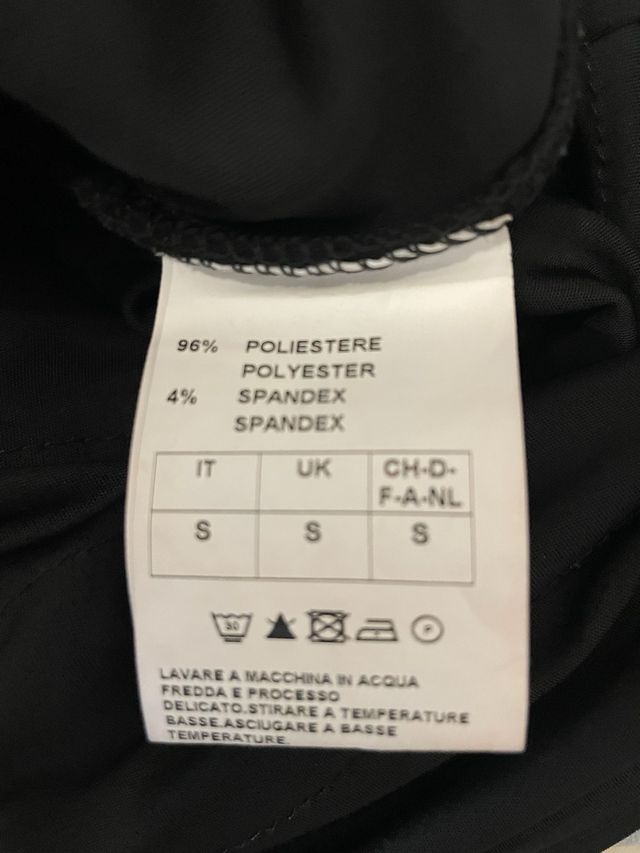 96% POLIESTERE
POLYESTER
4% SPANDEX
SPANDEX
IT UK CH-D-F-A-NL
S S S
30 P
LAVARE A MACCHINA IN ACQUA
FREDDA E PROCESSO
DELICATO.STIRARE A TEMPERATURE
BASSE.ASCIUGARE A BASSE
TEMPERATURE.